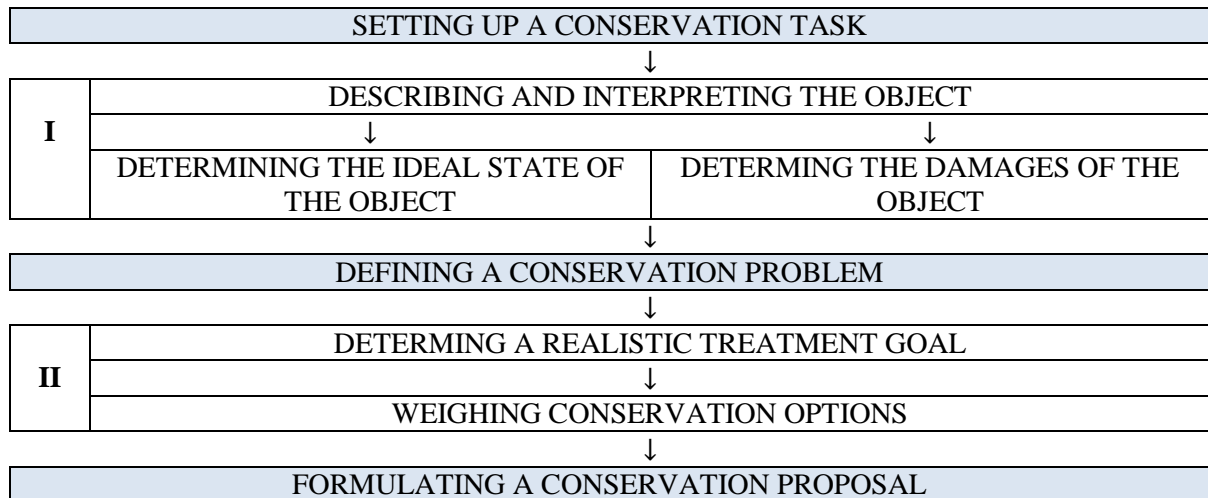 SETTING UP A CONSERVATION TASK
↓
DESCRIBING AND INTERPRETING THE OBJECT
I
↓ ↓
DETERMINING THE IDEAL STATE OF
THE OBJECT
DETERMING THE DAMAGES OF THE
OBJECT
↓
DEFINING A CONSERVATION PROBLEM
↓
DETERMING A REALISTIC TREATMENT GOAL
II
↓
WEIGHING CONSERVATION OPTIONS
↓
FORMULATING A CONSERVATION PROPOSAL